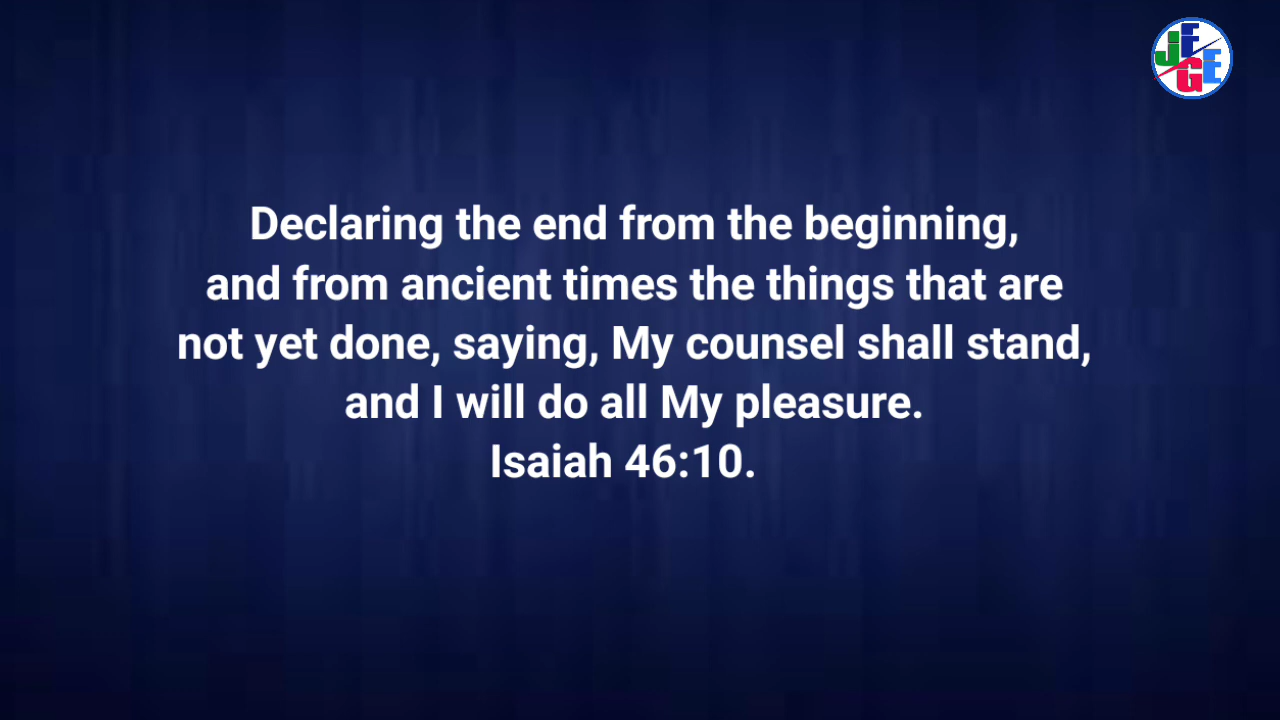 JEGE
Declaring the end from the beginning,
and from ancient times the things that are
not yet done, saying, My counsel shall stand,
and I will do all My pleasure.
Isaiah 46:10.